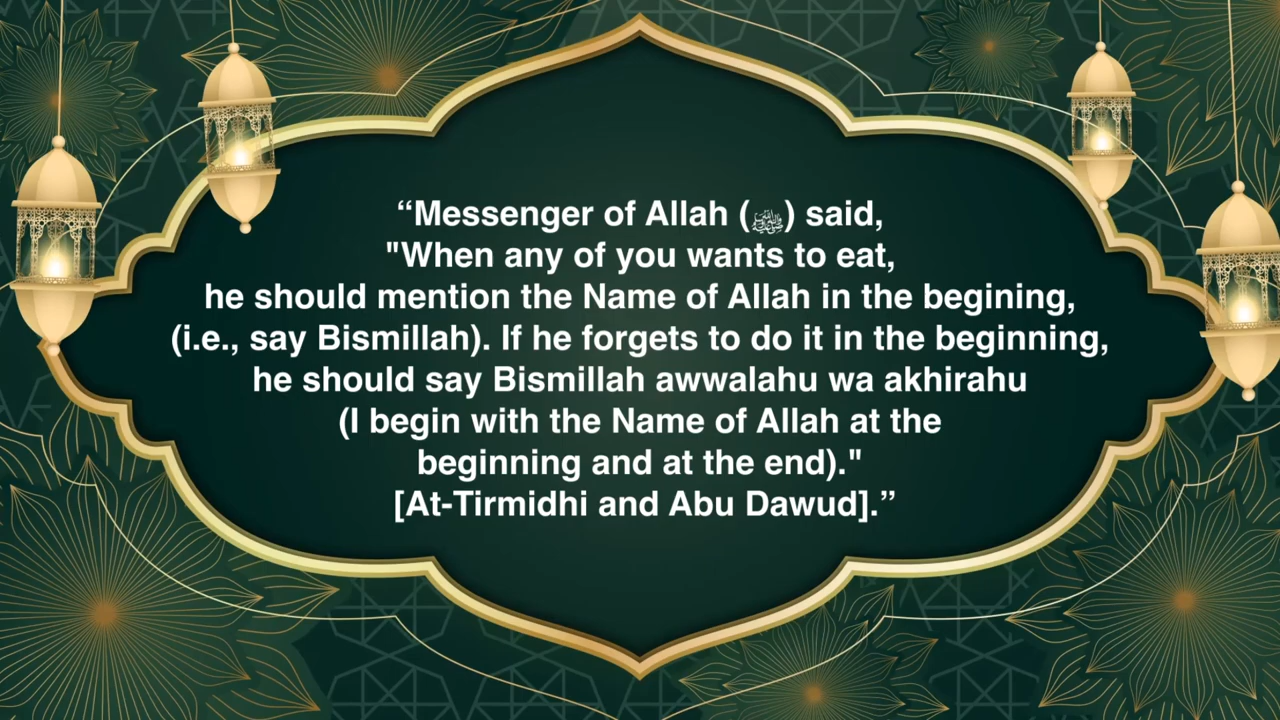 “Messenger of Allah (ﷺ) said,
"When any of you wants to eat,
he should mention the Name of Allah in the begining,
(i.e., say Bismillah). If he forgets to do it in the beginning,
he should say Bismillah awwalahu wa akhirahu
(I begin with the Name of Allah at the
beginning and at the end)."
[At-Tirmidhi and Abu Dawud].”